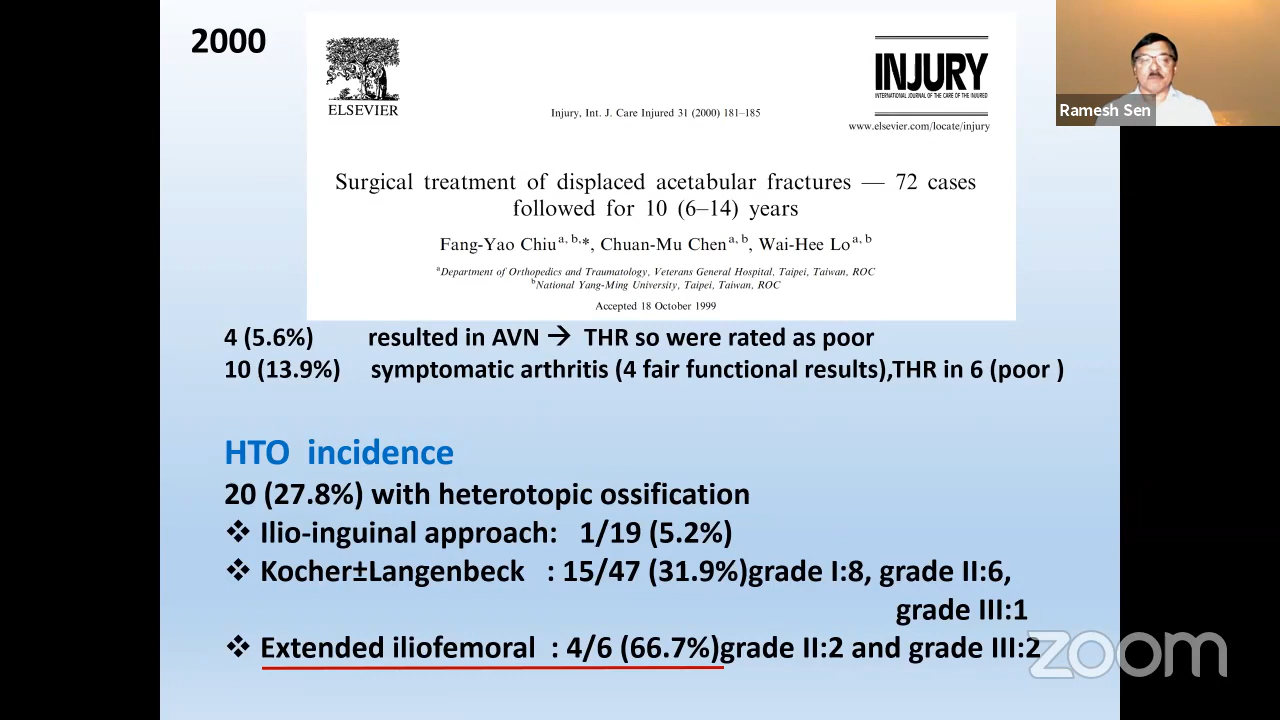 2000
ELSEVIER
Injury, Int. J. Care Injured 31 (2000) 181–185
INJURY
INTERNATIONAL JOURNAL OF THE CARE OF THE INJURED
www.elsevier.com/locate/injury
Ramesh Sen
Surgical treatment of displaced acetabular fractures — 72 cases
followed for 10 (6–14) years
Fang-Yao Chiu a, b,*, Chuan-Mu Chen a, b, Wai-Hee Lo a, b
a Department of Orthopedics and Traumatology, Veterans General Hospital, Taipei, Taiwan, ROC
b National Yang-Ming University, Taipei, Taiwan, ROC
Accepted 18 October 1999
4 (5.6%) resulted in AVN → THR so were rated as poor
10 (13.9%) symptomatic arthritis (4 fair functional results),THR in 6 (poor )
HTO incidence
20 (27.8%) with heterotopic ossification
❖ Ilio-inguinal approach: 1/19 (5.2%)
❖ Kocher±Langenbeck : 15/47 (31.9%)grade I:8, grade II:6,
grade III:1
❖ Extended iliofemoral : 4/6 (66.7%)grade II:2 and grade III:2
zoom